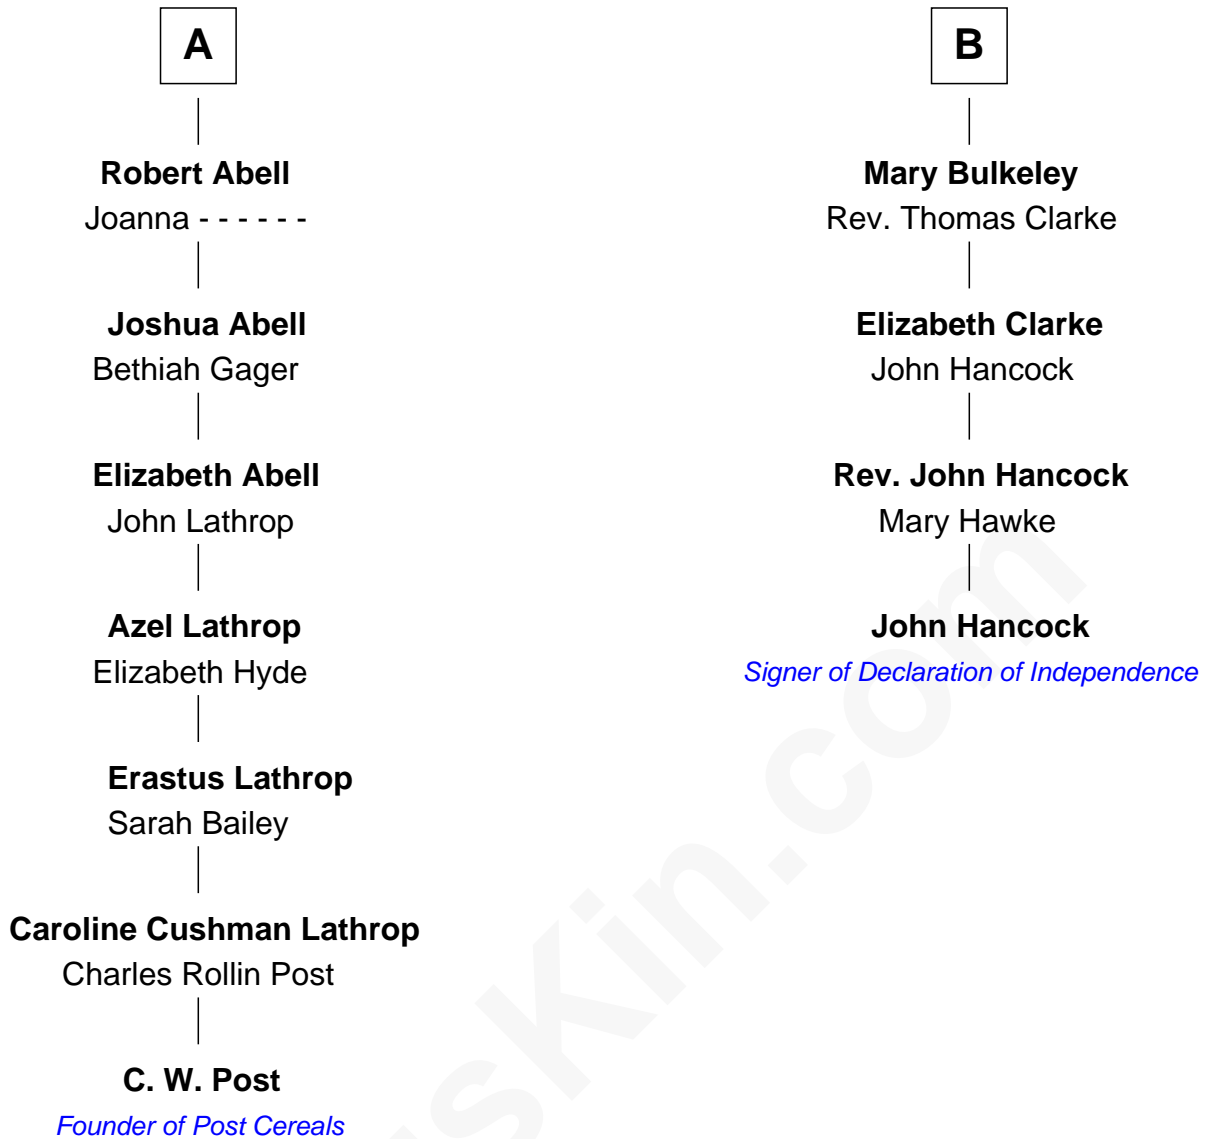 A
Robert Abell
Joanna - - - - - -
Joshua Abell
Bethiah Gager
Elizabeth Abell
John Lathrop
Azel Lathrop
Elizabeth Hyde
Erastus Lathrop
Sarah Bailey
Caroline Cushman Lathrop
Charles Rollin Post
C. W. Post
Founder of Post Cereals
B
Mary Bulkeley
Rev. Thomas Clarke
Elizabeth Clarke
John Hancock
Rev. John Hancock
Mary Hawke
John Hancock
Signer of Declaration of Independence
sKin.com